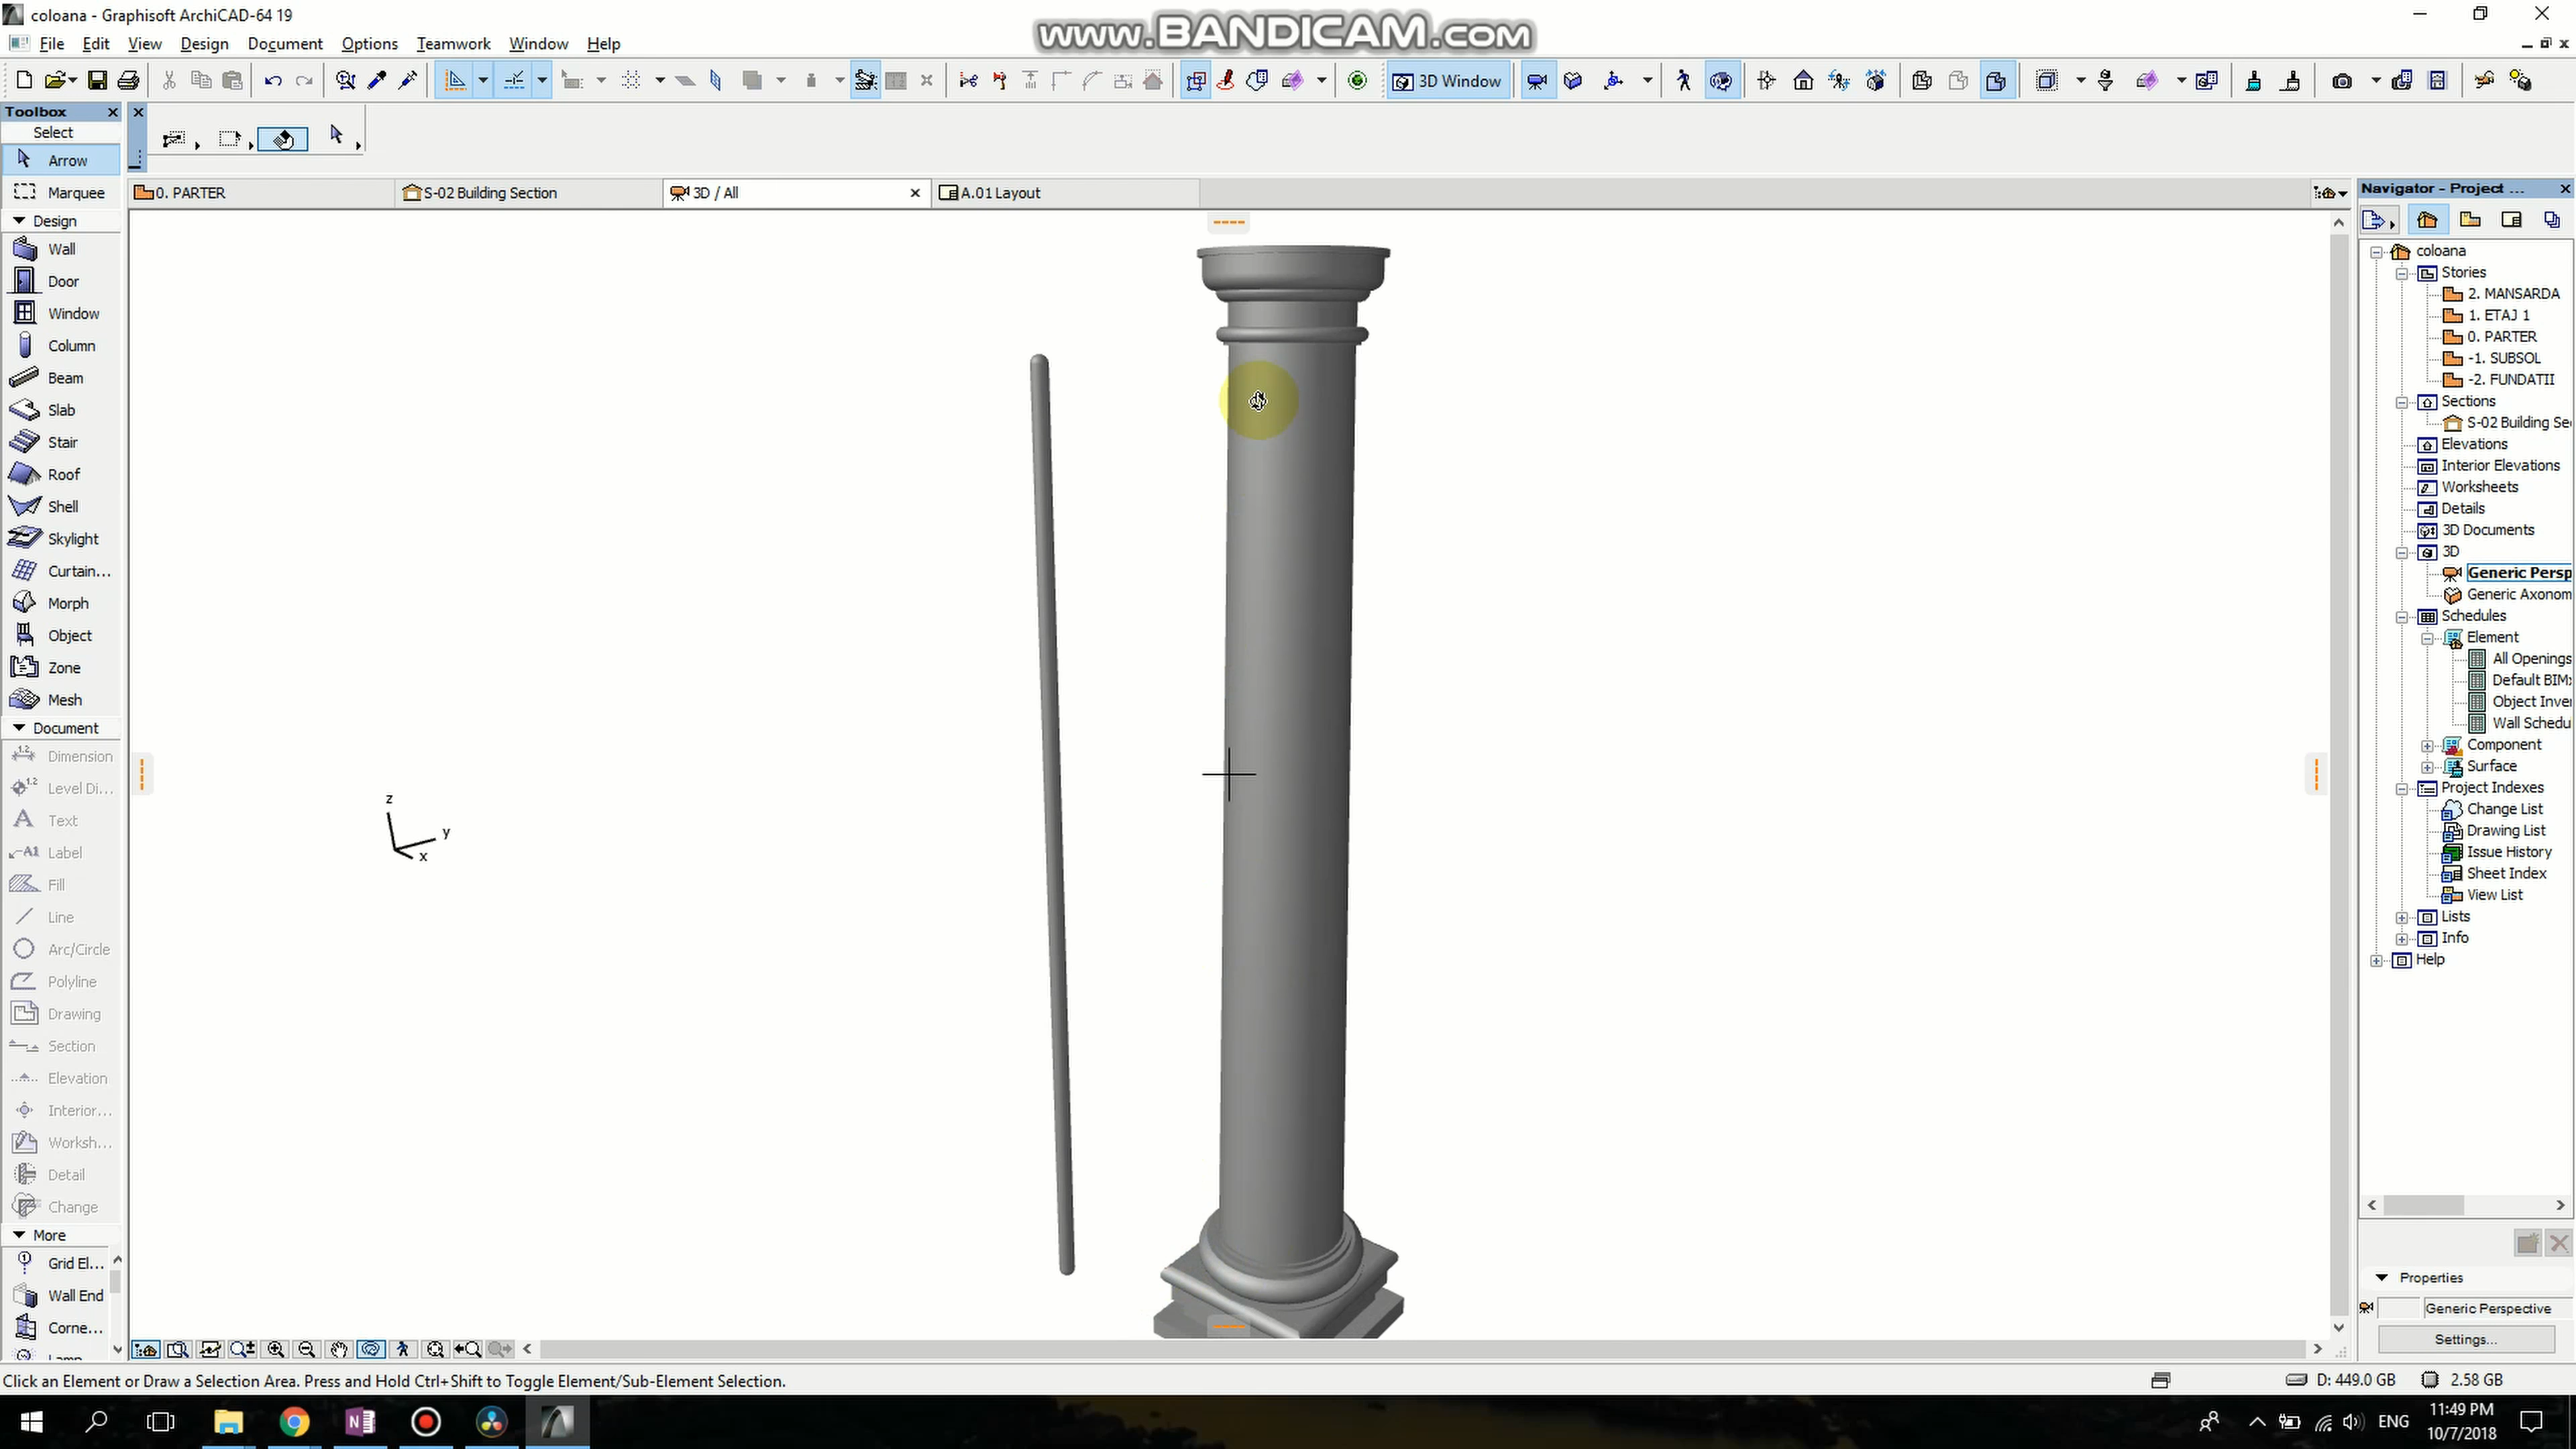 coloana - Graphisoft ArchiCAD-64 19
www.BANDICAM.com
File Edit View Design Document Options Teamwork Window Help
3D Window
Toolbox
Select
Arrow
Marquee
Design
Wall
Door
Window
Column
Beam
Slab
Stair
Roof
Shell
Skylight
Curtain...
Morph
Object
Zone
Mesh
Document
Dimension
Level Di...
Text
Label
Fill
Line
Arc/Circle
Polyline
Drawing
Section
Elevation
Interior...
Worksh...
Detail
Change
More
Grid El...
Wall End
Corne...
0. PARTER
S-02 Building Section
3D / All
A.01 Layout
z
y
x
Navigator - Project ...
coloana
Stories
2. MANSARDA
1. ETAJ 1
0. PARTER
-1. SUBSOL
-2. FUNDATII
Sections
S-02 Building Se
Elevations
Interior Elevations
Worksheets
Details
3D Documents
3D
Generic Persp
Generic Axonom
Schedules
Element
All Openings
Default BIM
Object Inve
Wall Schedu
Component
Surface
Project Indexes
Change List
Drawing List
Issue History
Sheet Index
View List
Lists
Info
Help
Properties
Generic Perspective
Settings...
Click an Element or Draw a Selection Area. Press and Hold Ctrl+Shift to Toggle Element/Sub-Element Selection.
D: 449.0 GB
2.58 GB
ENG
11:49 PM
10/7/2018